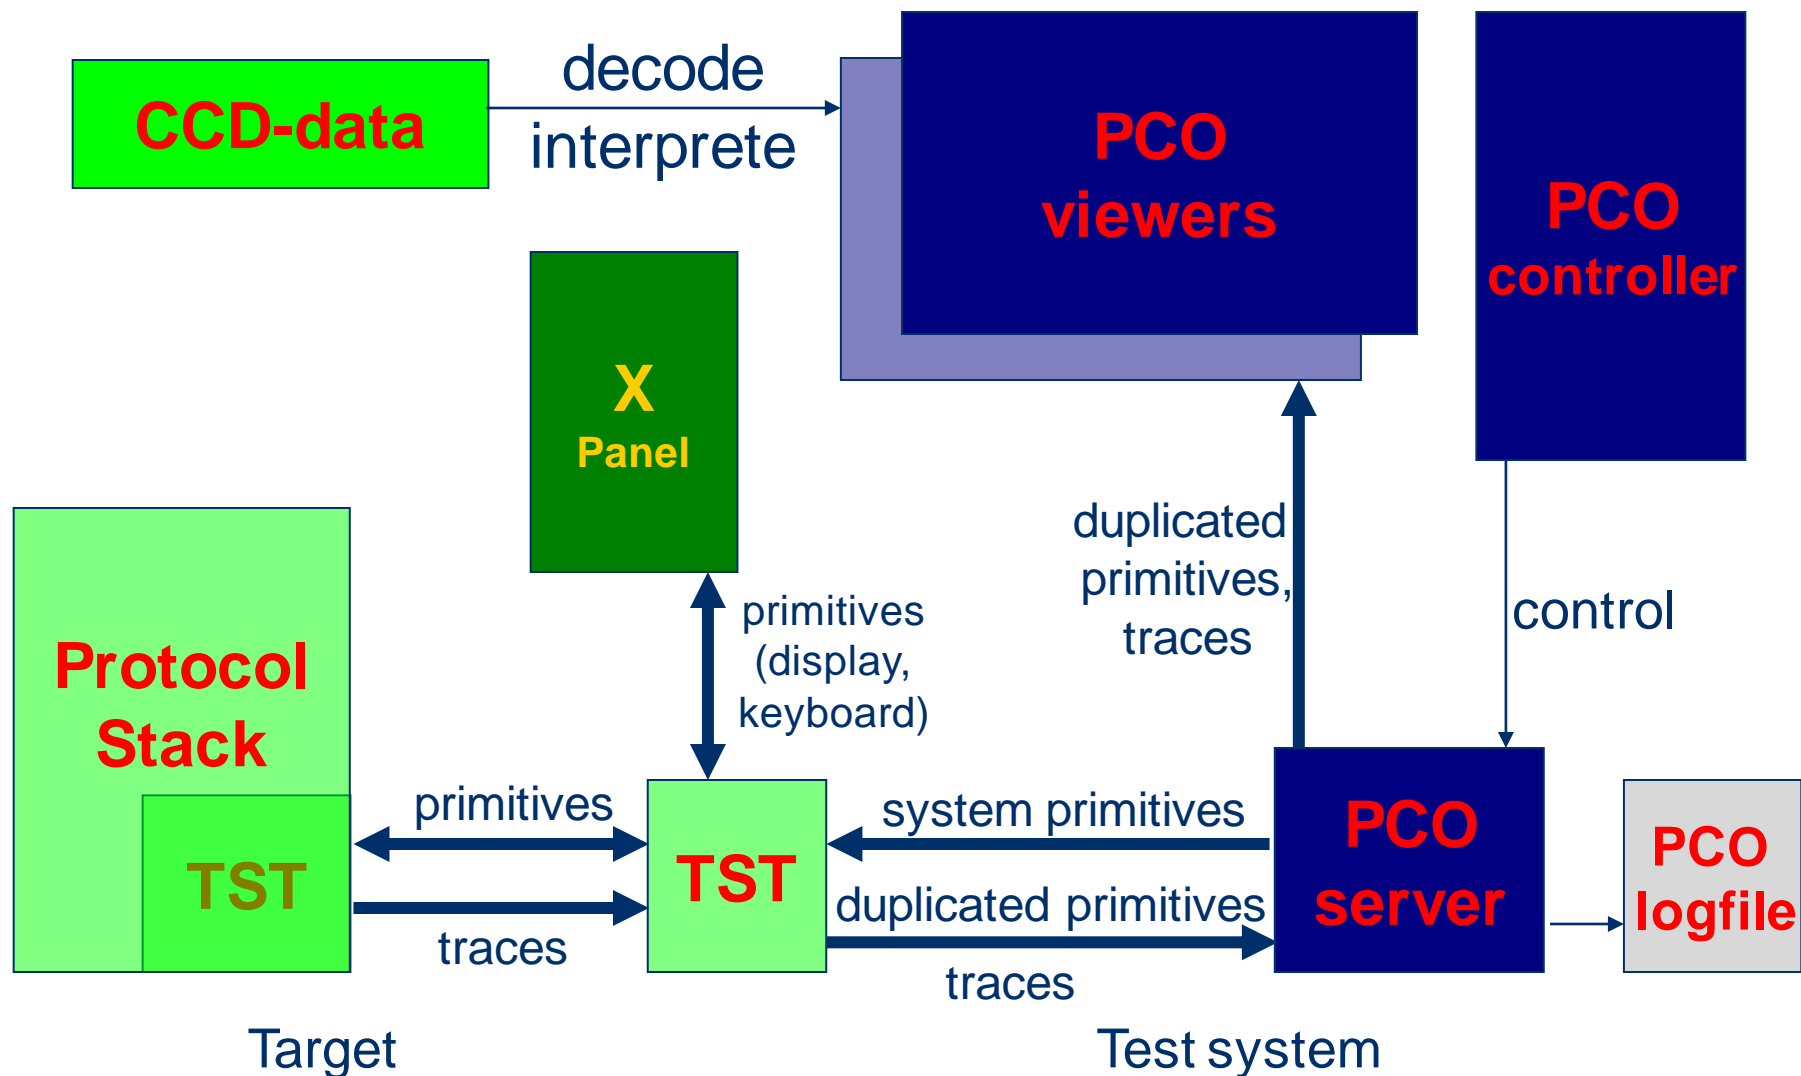 CCD-data
decode
interprete
PCO
viewers
PCO
controller
X
Panel
primitives
(display,
keyboard)
duplicated
primitives,
traces
control
Protocol
Stack
TST
primitives
traces
TST
system primitives
duplicated primitives
traces
PCO
server
PCO
logfile
Target
Test system